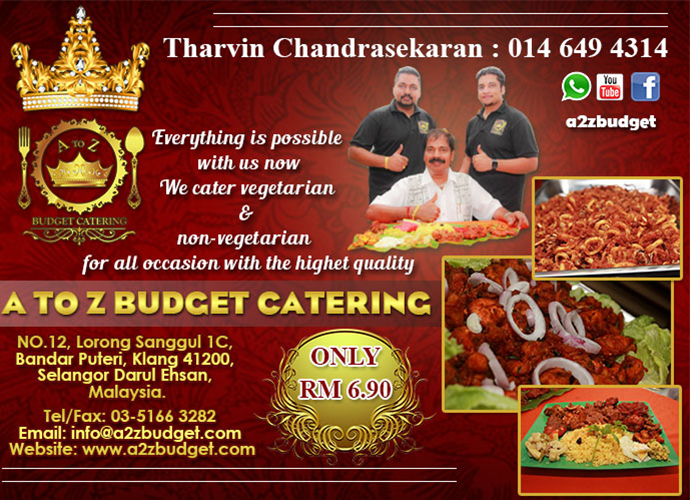 Tharvin Chandrasekaran : 014 649 4314
You
Tube
f
a2zbudget
A TO Z
BUDGET CATERING
Everything is possible
with us now
We cater vegetarian
&
non-vegetarian
for all occasion with the highet quality
A TO Z BUDGET CATERING
NO.12, Lorong Sanggul 1C,
Bandar Puteri, Klang 41200,
Selangor Darul Ehsan,
Malaysia.
Tel/Fax: 03-5166 3282
Email: info@a2zbudget.com
Website: www.a2zbudget.com
ONLY
RM 6.90